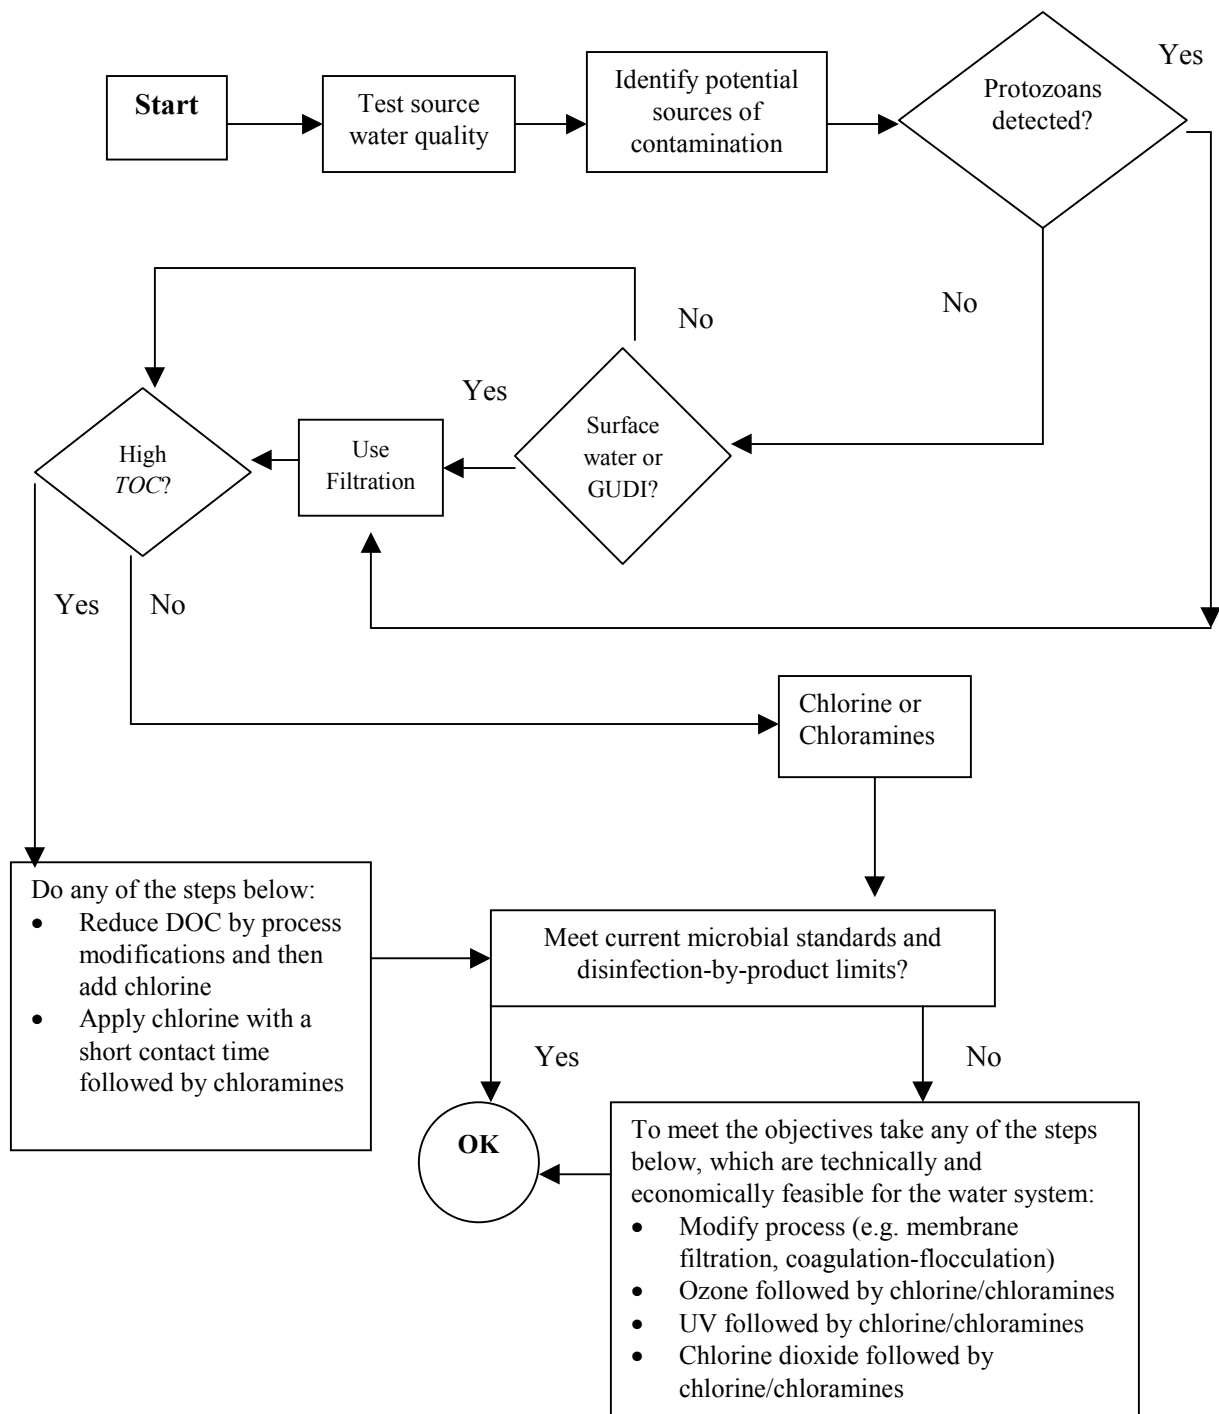 Start
Test source
water quality
Identify potential
sources of
contamination
Protozoans
detected?
Yes
No
No
Surface
water or
GUDI?
Yes
Use
Filtration
High
TOC?
Yes
No
Chlorine or
Chloramines
Do any of the steps below:
• Reduce DOC by process
modifications and then
add chlorine
• Apply chlorine with a
short contact time
followed by chloramines
Meet current microbial standards and
disinfection-by-product limits?
Yes
No
OK
To meet the objectives take any of the steps
below, which are technically and
economically feasible for the water system:
• Modify process (e.g. membrane
filtration, coagulation-flocculation)
• Ozone followed by chlorine/chloramines
• UV followed by chlorine/chloramines
• Chlorine dioxide followed by
chlorine/chloramines